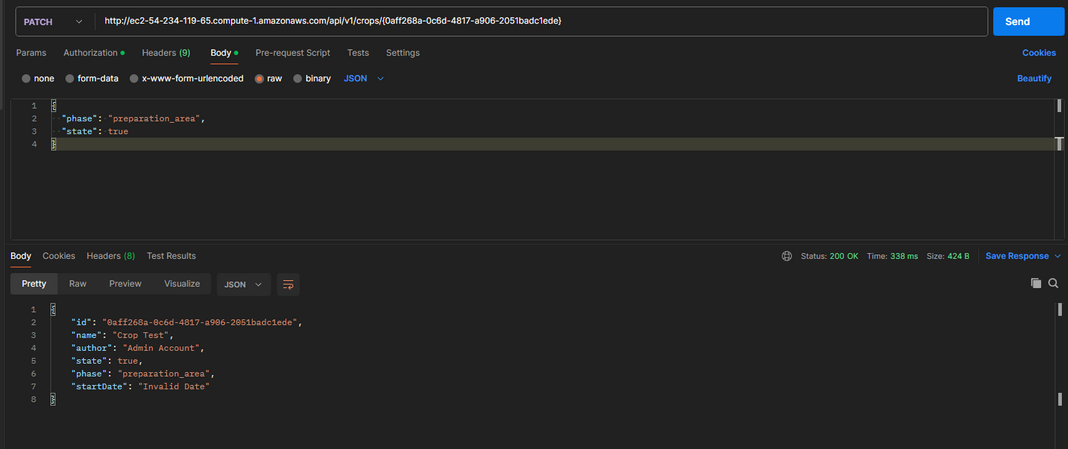 PATCH http://ec2-54-234-119-65.compute-1.amazonaws.com/api/v1/crops/{0aff268a-0c6d-4817-a906-2051badc1ede} Send
Params Authorization Headers (9) Body Pre-request Script Tests Settings Cookies
none form-data x-www-form-urlencoded raw binary JSON Beautify
1 {
2 "phase": "preparation_area",
3 "state": true
4 }
Body Cookies Headers (8) Test Results Status: 200 OK Time: 338 ms Size: 424 B Save Response
Pretty Raw Preview Visualize JSON
1 {
2 "id": "0aff268a-0c6d-4817-a906-2051badc1ede",
3 "name": "Crop Test",
4 "author": "Admin Account",
5 "state": true,
6 "phase": "preparation_area",
7 "startDate": "Invalid Date"
8 }